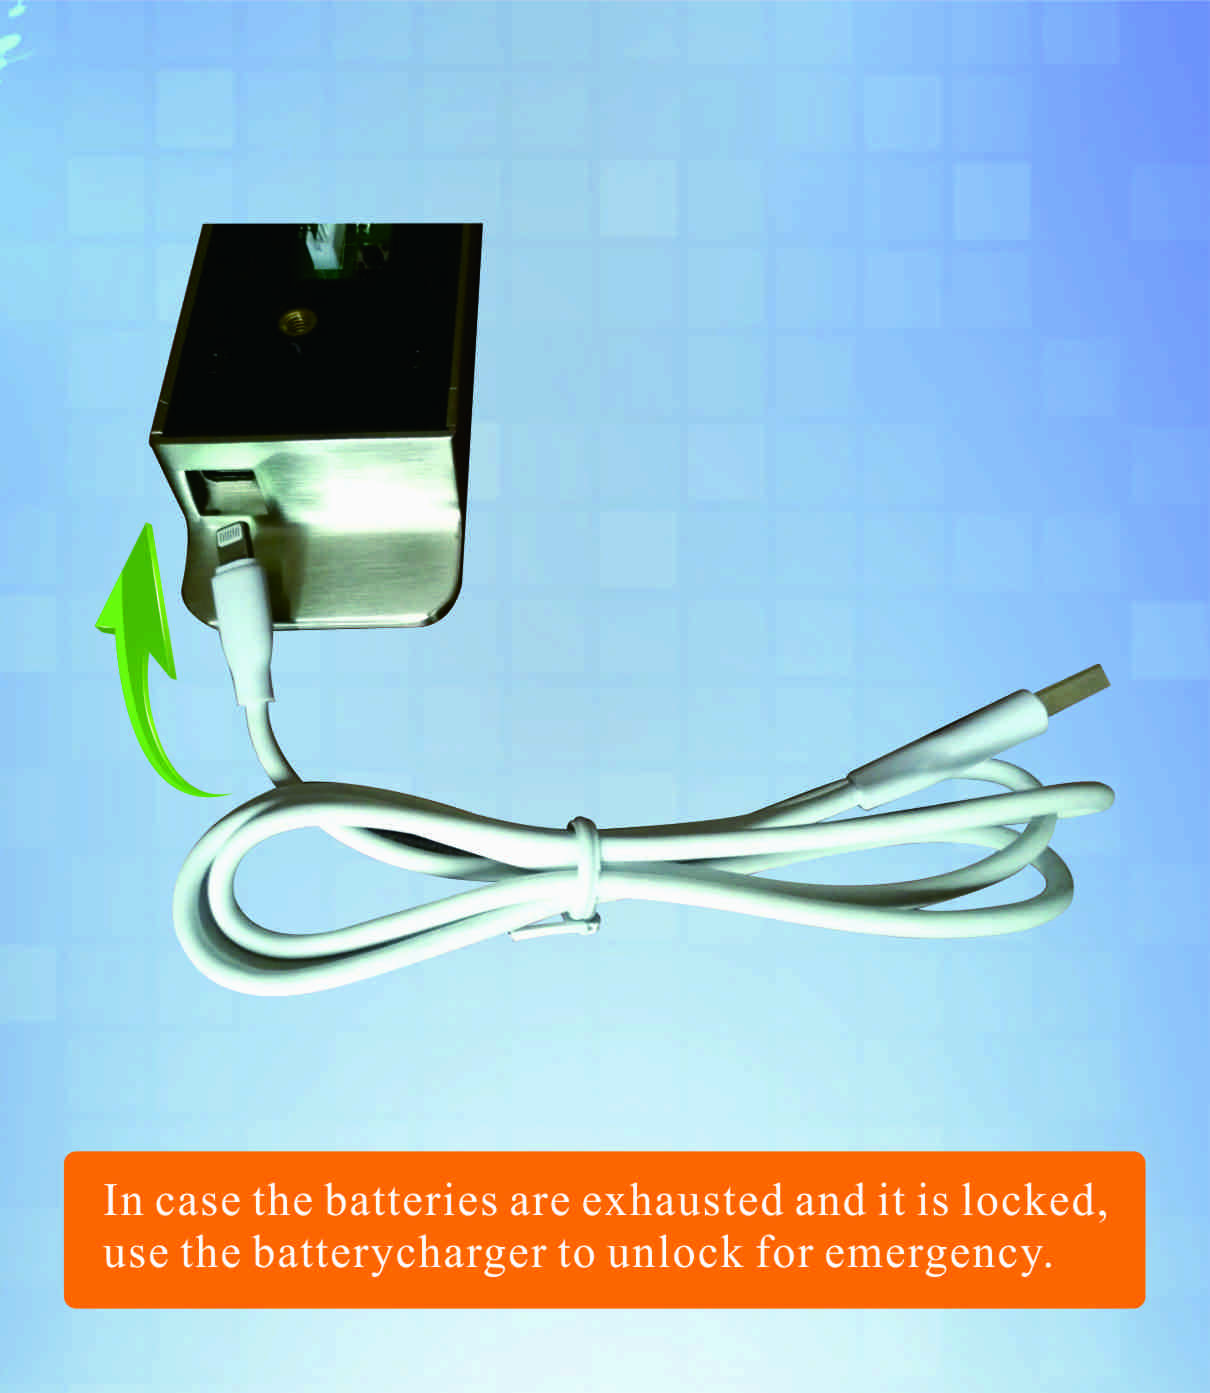 In case the batteries are exhausted and it is locked,
use the batterycharger to unlock for emergency.